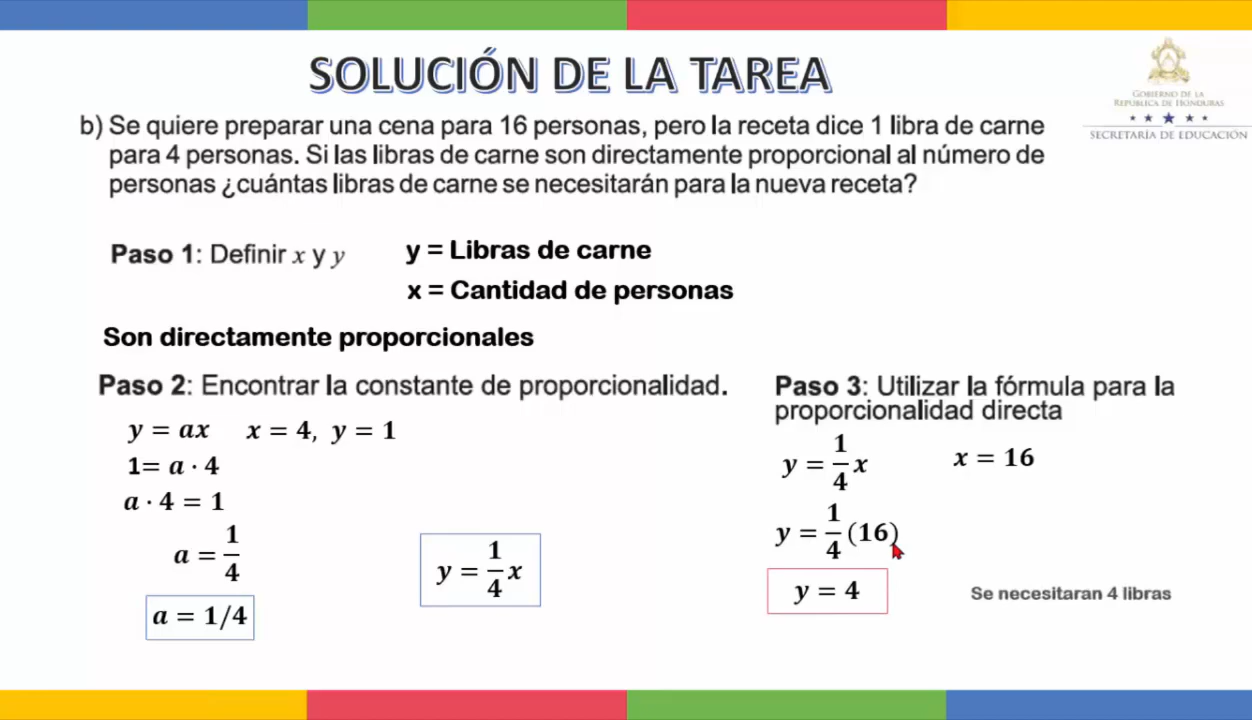 SOLUCIÓN DE LA TAREA
GOBIERNO DE LA
REPÚBLICA DE HONDURAS
SECRETARÍA DE EDUCACIÓN
b) Se quiere preparar una cena para 16 personas, pero la receta dice 1 libra de carne
para 4 personas. Si las libras de carne son directamente proporcional al número de
personas ¿cuántas libras de carne se necesitarán para la nueva receta?
Paso 1: Definir x y y
y = Libras de carne
x = Cantidad de personas
Son directamente proporcionales
Paso 2: Encontrar la constante de proporcionalidad.
y = ax x = 4, y = 1
1= a · 4
a · 4 = 1
a = 1/4
a = 1/4
y = 1/4 x
Paso 3: Utilizar la fórmula para la
proporcionalidad directa
y = 1/4 x x = 16
y = 1/4 (16)
y = 4
Se necesitaran 4 libras